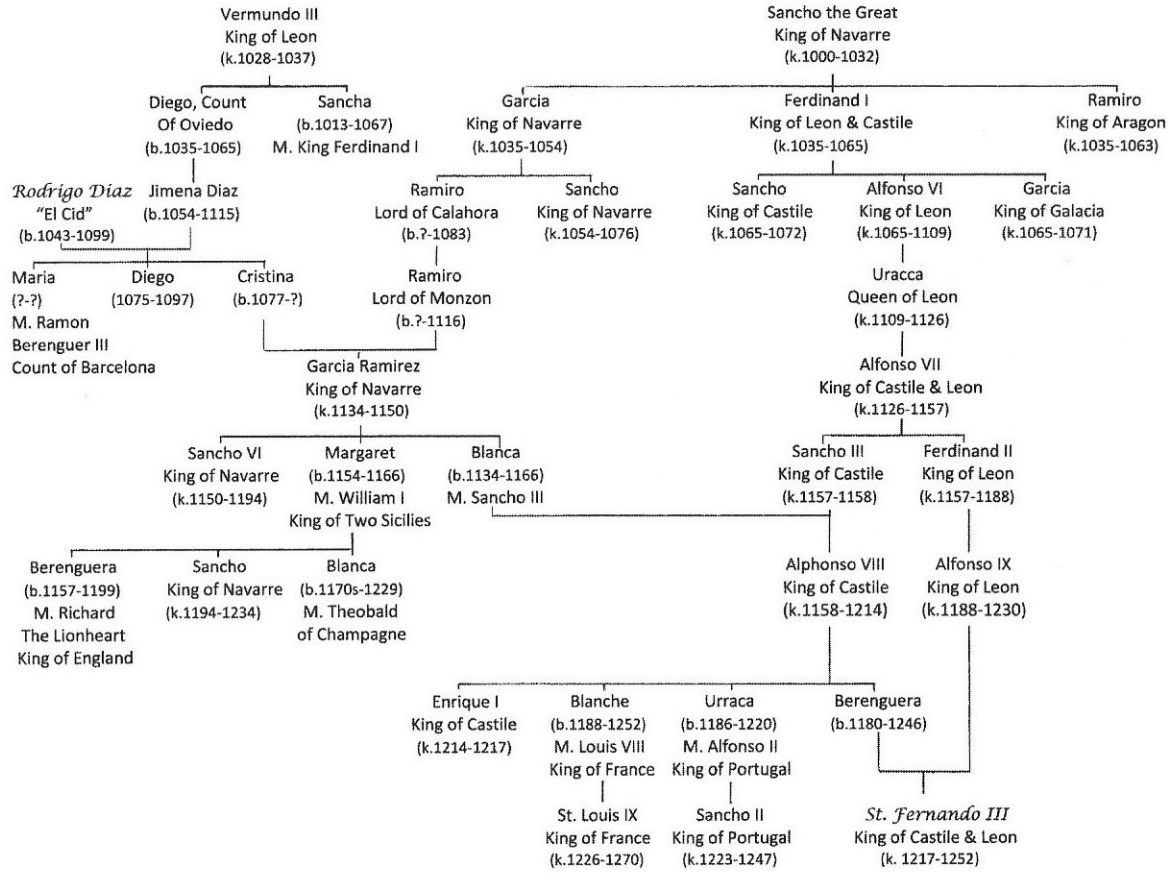 Vermundo III
King of Leon
(k.1028-1037)
Sancho the Great
King of Navarre
(k.1000-1032)
Diego, Count
Of Oviedo
(b.1035-1065)
Sancha
(b.1013-1067)
M. King Ferdinand I
Garcia
King of Navarre
(k.1035-1054)
Ferdinand I
King of Leon & Castile
(k.1035-1065)
Ramiro
King of Aragon
(k.1035-1063)
Rodrigo Díaz
"El Cid"
(b.1043-1099)
Jimena Diaz
(b.1054-1115)
Ramiro
Lord of Calahora
(b.?-1083)
Sancho
King of Navarre
(k.1054-1076)
Sancho
King of Castile
(k.1065-1072)
Alfonso VI
King of Leon
(k.1065-1109)
Garcia
King of Galacia
(k.1065-1071)
Maria
(?-?)
M. Ramon
Berenguer III
Count of Barcelona
Diego
(1075-1097)
Cristina
(b.1077-?)
Ramiro
Lord of Monzon
(b.?-1116)
Uracca
Queen of Leon
(k.1109-1126)
Garcia Ramirez
King of Navarre
(k.1134-1150)
Alfonso VII
King of Castile & Leon
(k.1126-1157)
Sancho VI
King of Navarre
(k.1150-1194)
Margaret
(b.1154-1166)
M. William I
King of Two Sicilies
Blanca
(b.1134-1166)
M. Sancho III
Sancho III
King of Castile
(k.1157-1158)
Ferdinand II
King of Leon
(k.1157-1188)
Berenguera
(b.1157-1199)
M. Richard
The Lionheart
King of England
Sancho
King of Navarre
(k.1194-1234)
Blanca
(b.1170s-1229)
M. Theobald
of Champagne
Alphonso VIII
King of Castile
(k.1158-1214)
Alfonso IX
King of Leon
(k.1188-1230)
Enrique I
King of Castile
(k.1214-1217)
Blanche
(b.1188-1252)
M. Louis VIII
King of France
Urraca
(b.1186-1220)
M. Alfonso II
King of Portugal
Berenguera
(b.1180-1246)
St. Louis IX
King of France
(k.1226-1270)
Sancho II
King of Portugal
(k.1223-1247)
St. Fernando III
King of Castile & Leon
(k. 1217-1252)